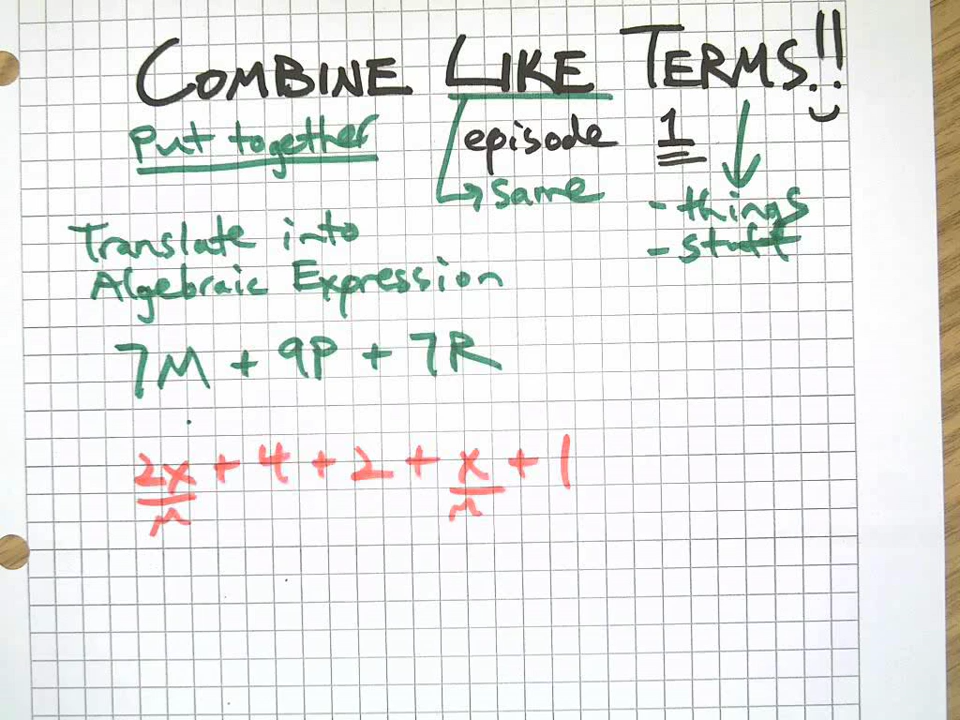 COMBINE LIKE TERMS!!
Put together
episode 1
same
- things
- stuff
Translate into
Algebraic Expression
7M + 9P + 7R
2x + 4 + 2 + x + 1
M M